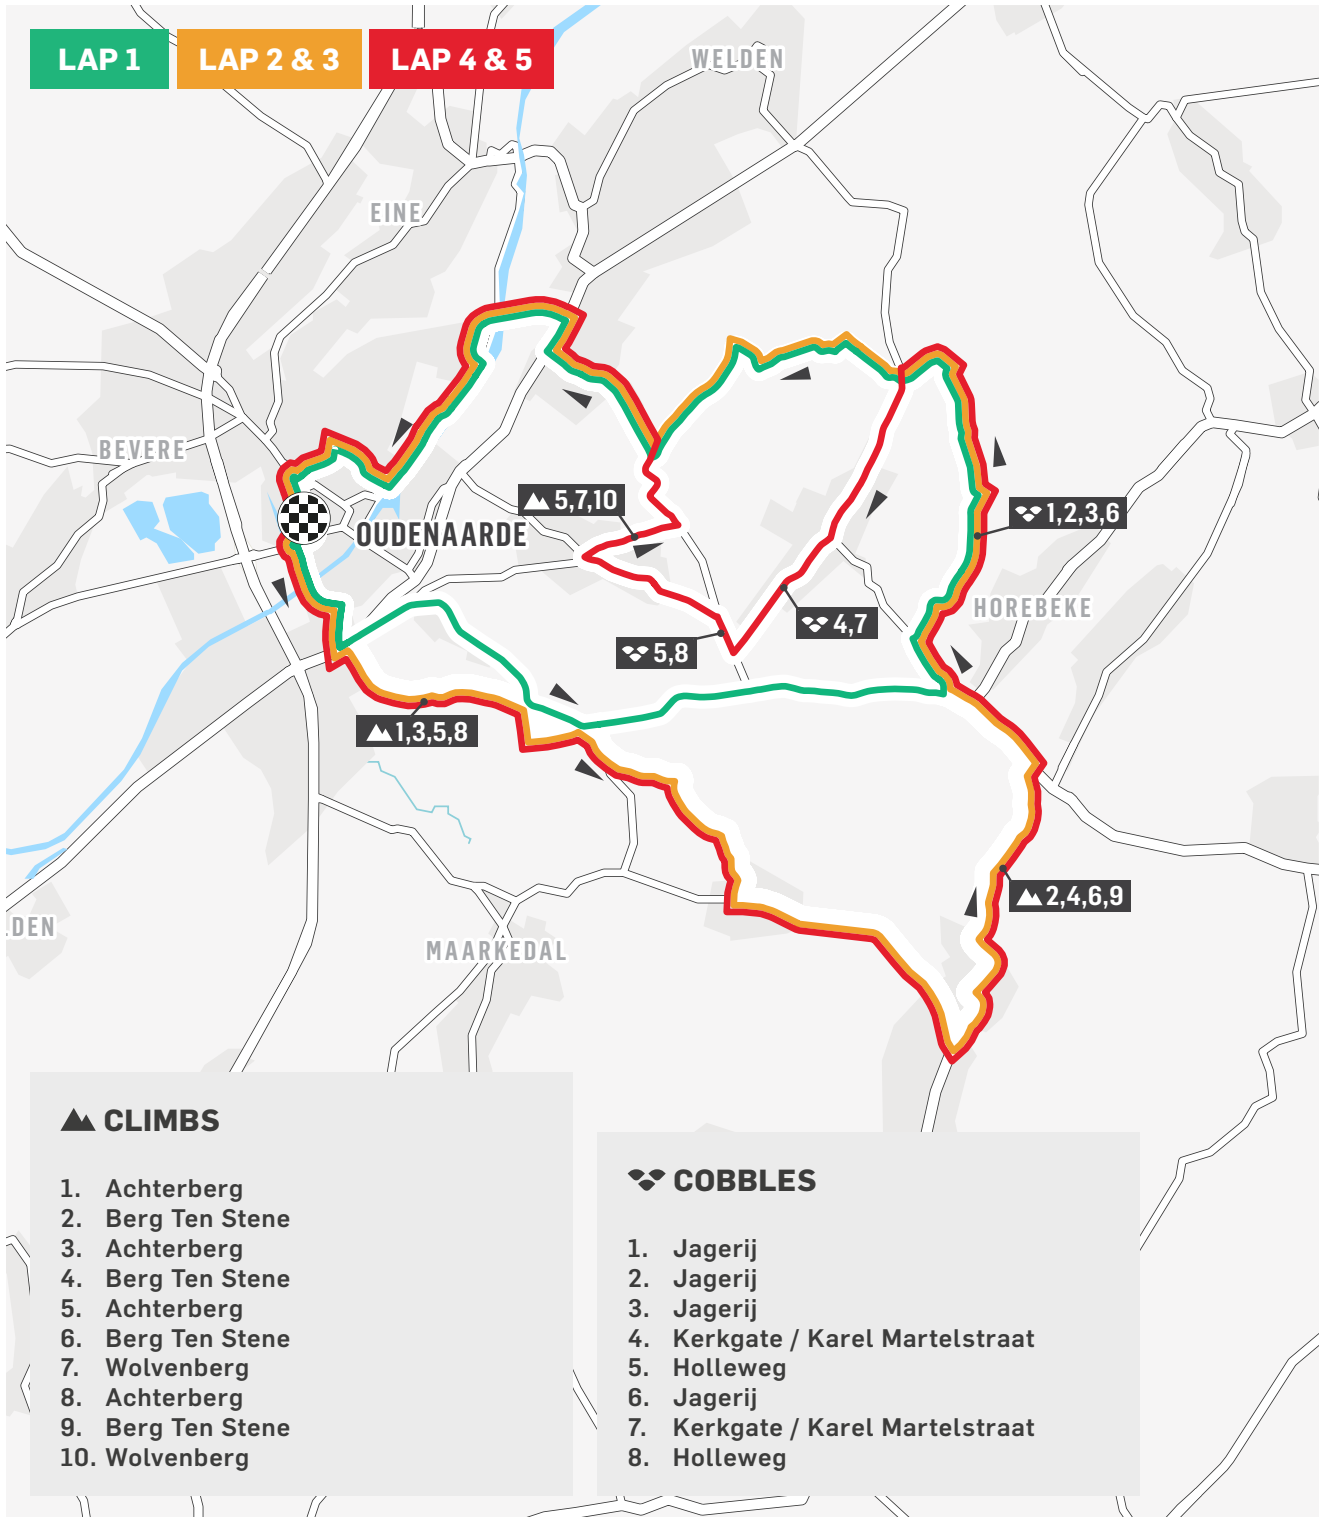 LAP 1
LAP 2 & 3
LAP 4 & 5
WELDEN
EINE
BEVERE
5,7,10
1,2,3,6
OUDENAARDE
HOREBEKE
4,7
5,8
1,3,5,8
2,4,6,9
.DEN
MAARKEDAL
CLIMBS
1. Achterberg
2. Berg Ten Stene
3. Achterberg
4. Berg Ten Stene
5. Achterberg
6. Berg Ten Stene
7. Wolvenberg
8. Achterberg
9. Berg Ten Stene
10. Wolvenberg
COBBLES
1. Jagerij
2. Jagerij
3. Jagerij
4. Kerkgate / Karel Martelstraat
5. Holleweg
6. Jagerij
7. Kerkgate / Karel Martelstraat
8. Holleweg